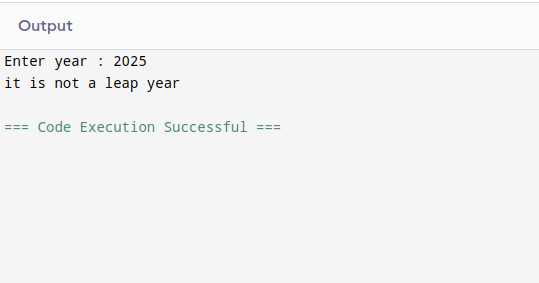 Output
Enter year : 2025
it is not a leap year
=== Code Execution Successful ===